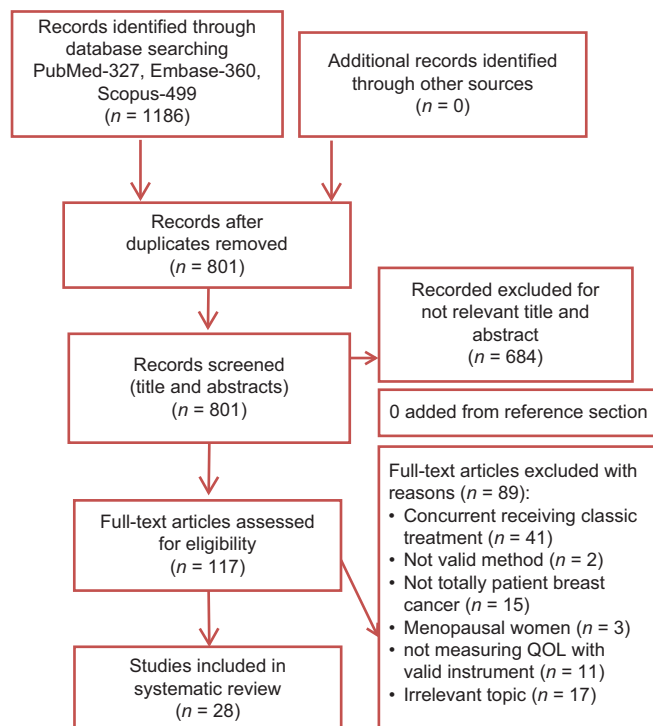 Records identified through
database searching
PubMed-327, Embase-360,
Scopus-499
(n = 1186)
Additional records identified
through other sources
(n = 0)
Records after
duplicates removed
(n = 801)
Recorded excluded for
not relevant title and
abstract
(n = 684)
Records screened
(title and abstracts)
(n = 801)
0 added from reference section
Full-text articles assessed
for eligibility
(n = 117)
Full-text articles excluded with
reasons (n = 89):
• Concurrent receiving classic
treatment (n = 41)
• Not valid method (n = 2)
• Not totally patient breast
cancer (n = 15)
• Menopausal women (n = 3)
• not measuring QOL with
valid instrument (n = 11)
• Irrelevant topic (n = 17)
Studies included in
systematic review
(n = 28)